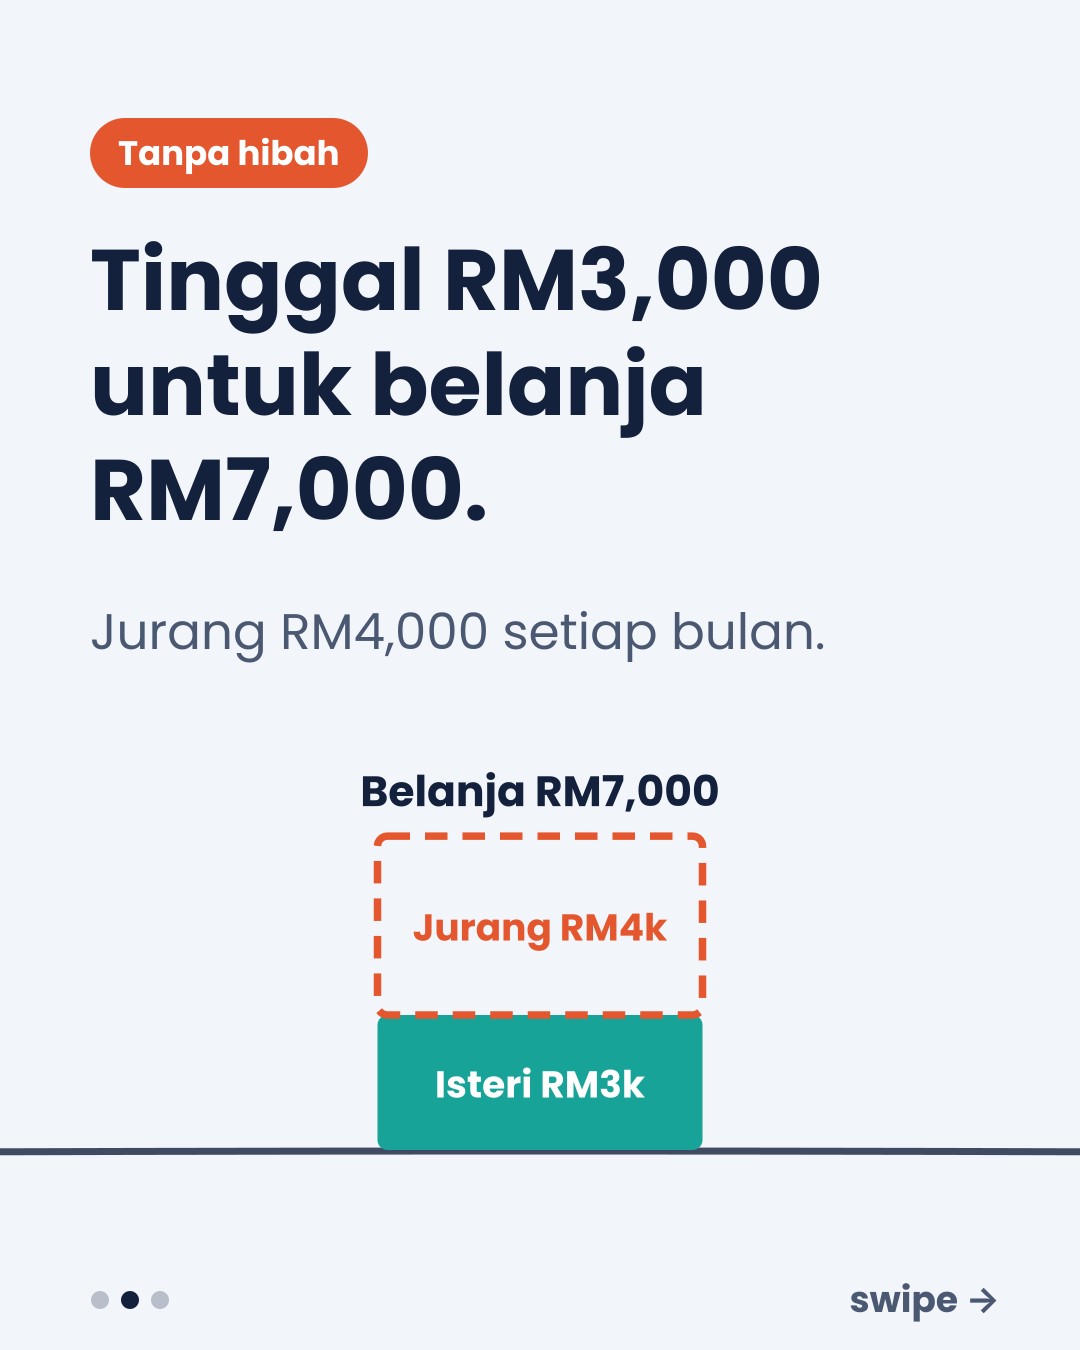 Tanpa hibah
Tinggal RM3,000
untuk belanja
RM7,000.
Jurang RM4,000 setiap bulan.
Belanja RM7,000
Jurang RM4k
Isteri RM3k
swipe →